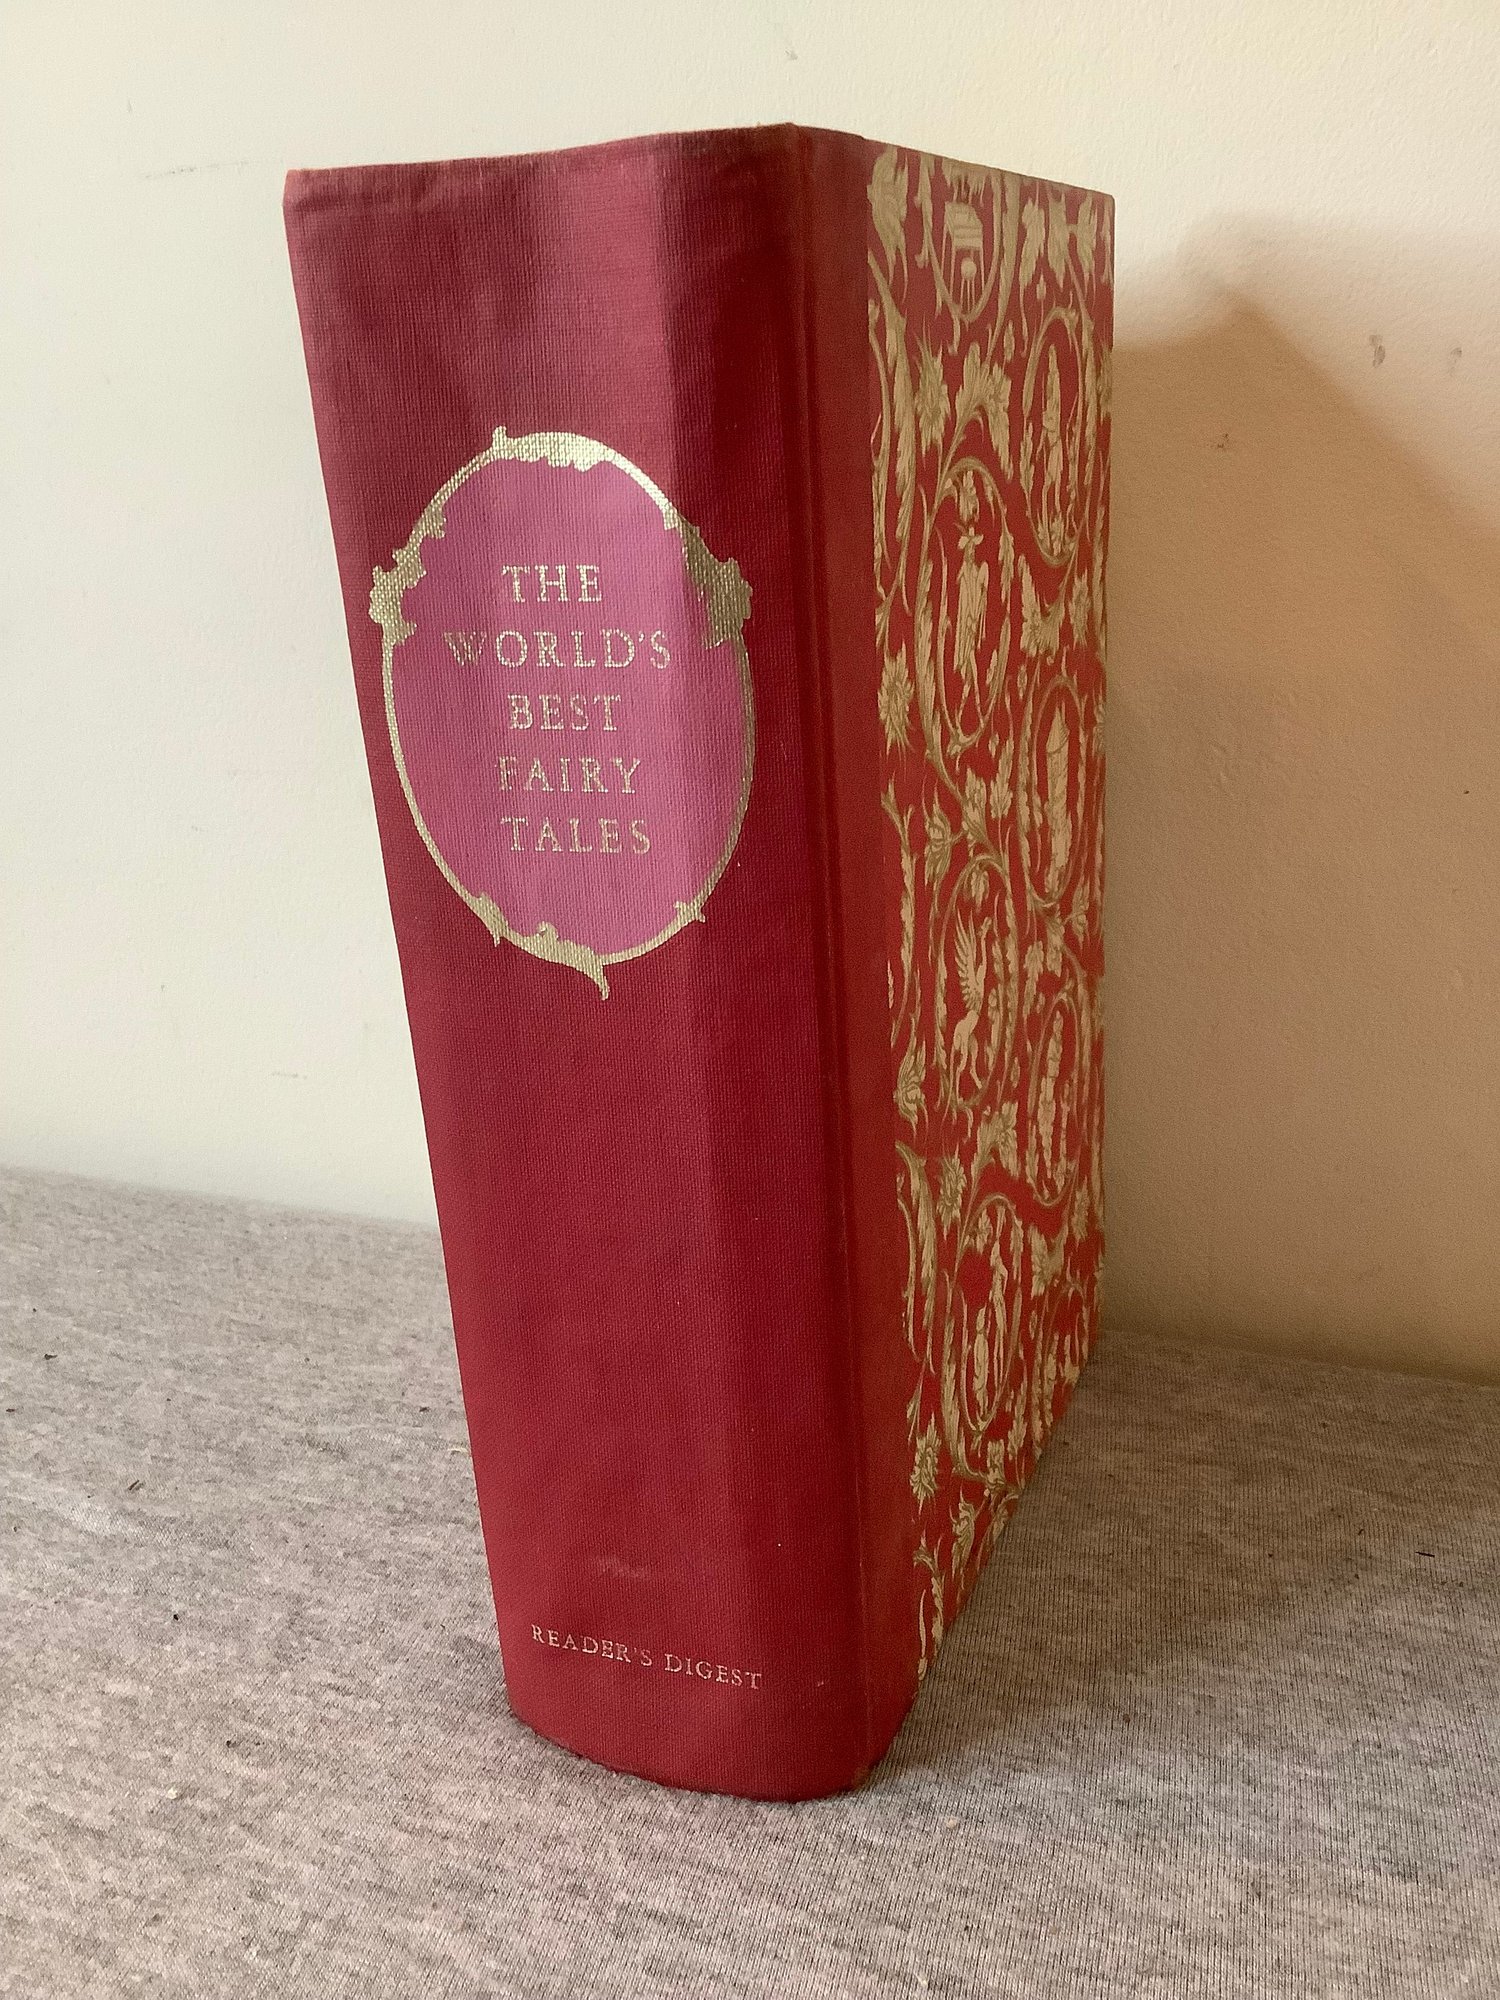 THE
WORLD'S
BEST
FAIRY
TALES
READER'S DIGEST